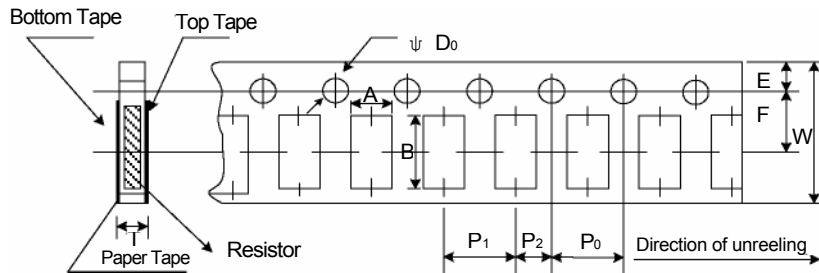 Bottom Tape
Top Tape
ψ D0
E
A
F
W
B
T
Paper Tape
Resistor
P1
P2
P0
Direction of unreeling